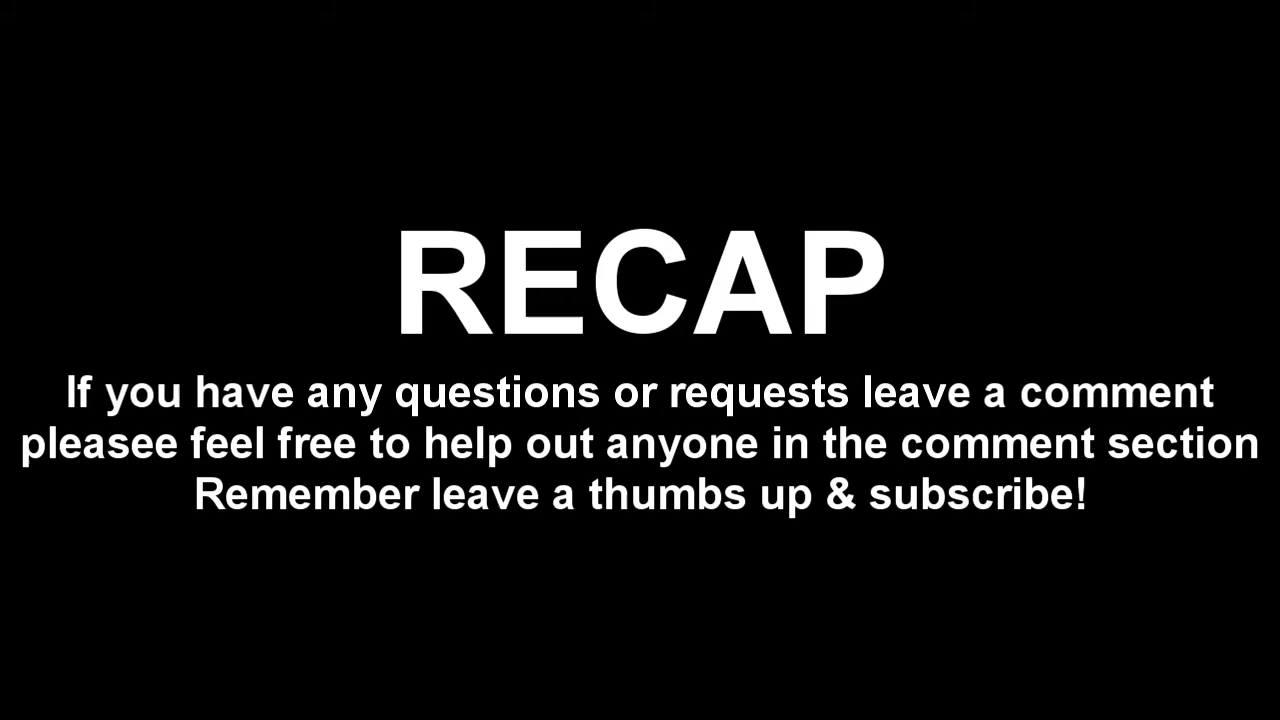 RECAP
If you have any questions or requests leave a comment
pleasee feel free to help out anyone in the comment section
Remember leave a thumbs up & subscribe!